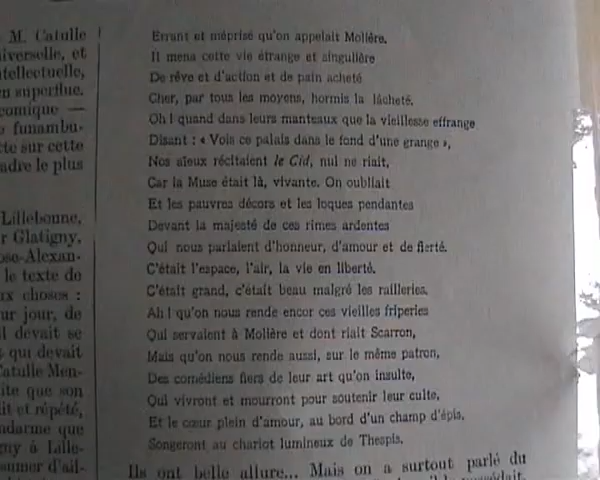 M. Catulle
iverselle, et
ntellectuelle,
en superflue.
comique —
funambu-
cte sur cette
adre le plus
Lillebonne,
r Glatigny,
ose-Alexan-
le texte de
ux choses :
ur jour, de
il devait se
qui devait
Catulle Men-
ite que son
dit et répété,
ndarme que
gny à Lille-
sumer d'ail-
Errant et méprisé qu'on appelait Molière.
Il mena cette vie étrange et singulière
De rêve et d'action et de pain acheté
Cher, par tous les moyens, hormis la lâcheté.
Oh ! quand dans leurs manteaux que la vieillesse effrange
Disant : « Vois ce palais dans le fond d'une grange »,
Nos aïeux récitaient le Cid, nul ne riait,
Car la Muse était là, vivante. On oubliait
Et les pauvres décors et les loques pendantes
Devant la majesté de ces rimes ardentes
Qui nous parlaient d'honneur, d'amour et de fierté.
C'était l'espace, l'air, la vie en liberté.
C'était grand, c'était beau malgré les railleries.
Ah ! qu'on nous rende encor ces vieilles friperies
Qui servaient à Molière et dont riait Scarron,
Mais qu'on nous rende aussi, sur le même patron,
Des comédiens fiers de leur art qu'on insulte,
Qui vivront et mourront pour soutenir leur culte,
Et le cœur plein d'amour, au bord d'un champ d'épis,
Songeront au chariot lumineux de Thespis.
Ils ont belle allure... Mais on a surtout parlé du